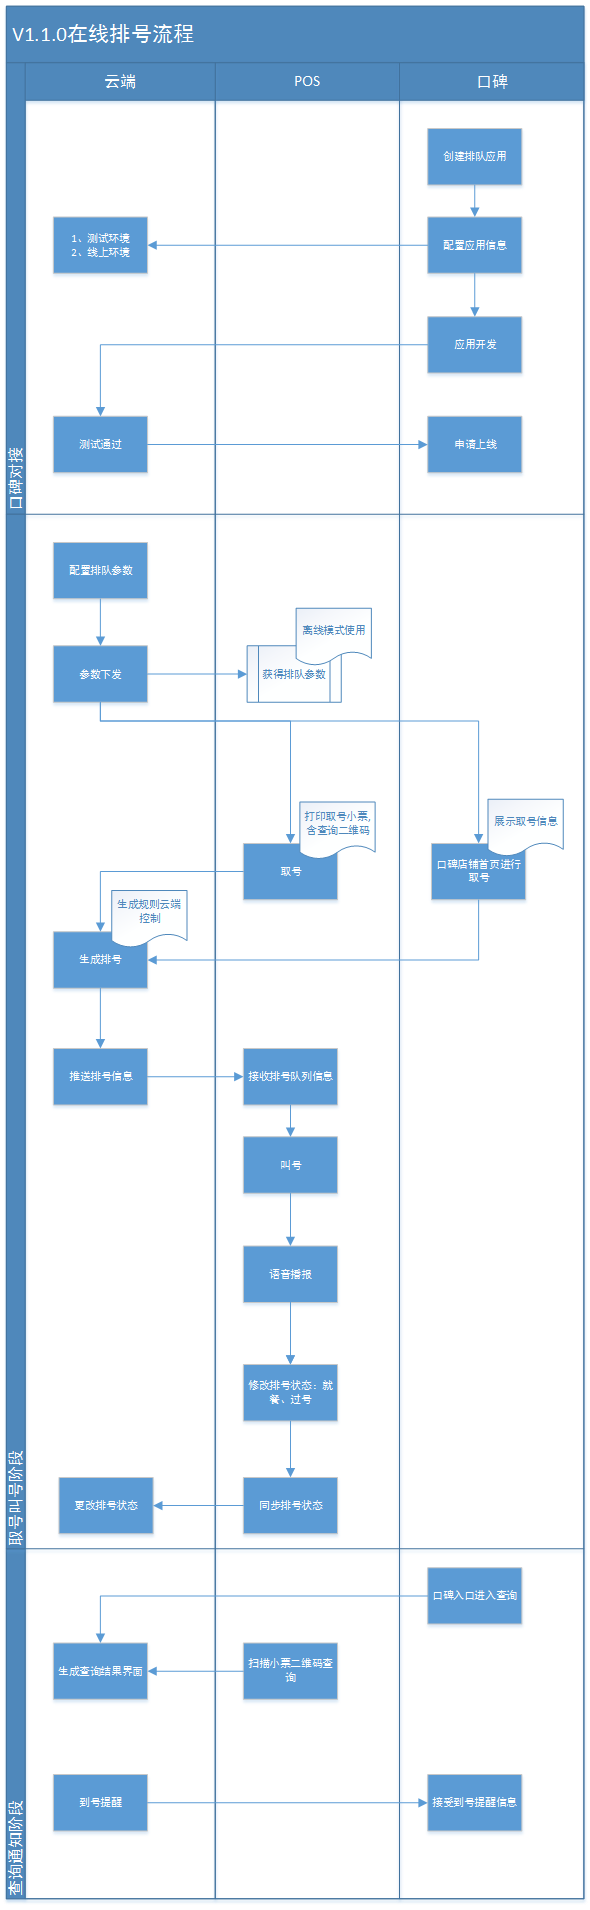 V1.1.0在线排号流程
云端
POS
口碑
口碑对接
创建排队应用
1、测试环境
2、线上环境
配置应用信息
应用开发
测试通过
申请上线
取号叫号阶段
配置排队参数
离线模式使用
参数下发
获得排队参数
打印取号小票,
含查询二维码
展示取号信息
取号
口碑店铺首页进行
取号
生成规则云端
控制
生成排号
推送排号信息
接收排号队列信息
叫号
语音播报
修改排号状态：就
餐、过号
更改排号状态
同步排号状态
查询通知阶段
口碑入口进入查询
生成查询结果界面
扫描小票二维码查
询
到号提醒
接受到号提醒信息